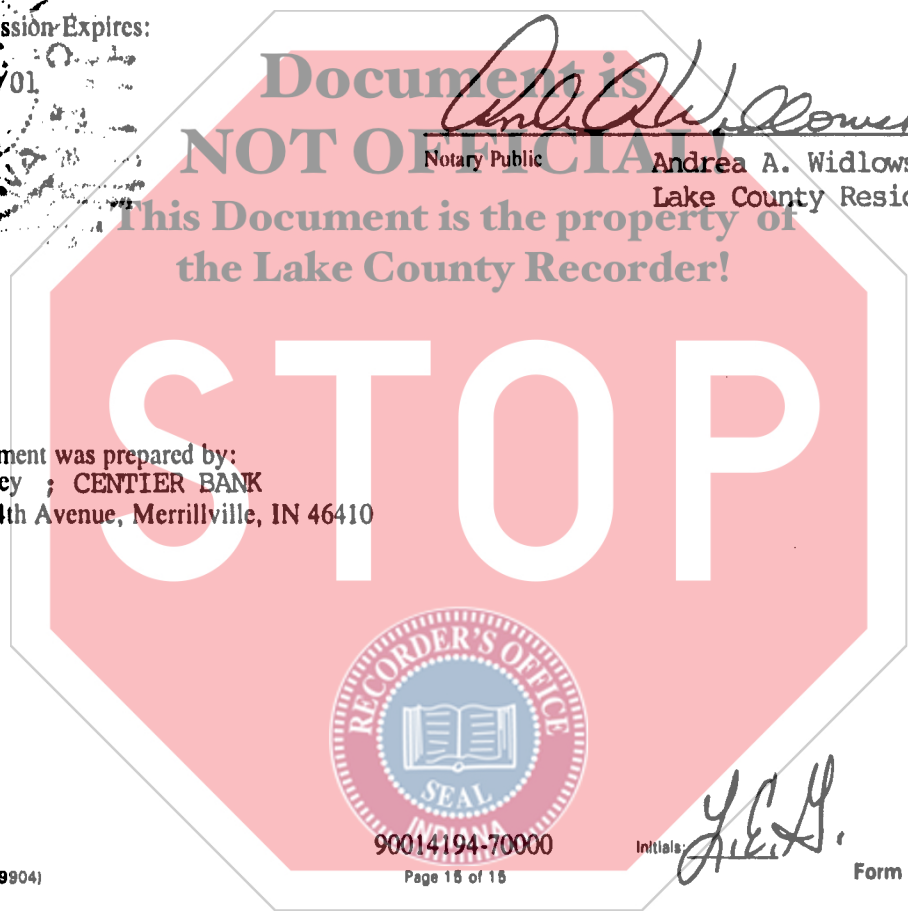 ssion Expires:
01
Document is
NOT OFFICIAL
Notary Public
Andrea A. Widlows
Lake County Resid
This Document is the property of
the Lake County Recorder!
STOP
ment was prepared by:
ey ; CENTIER BANK
4th Avenue, Merrillville, IN 46410
RECORDER'S OFFICE
SEAL
INDIANA
90014194-70000
Initials: L.E.G.
9904)
Page 15 of 15
Form